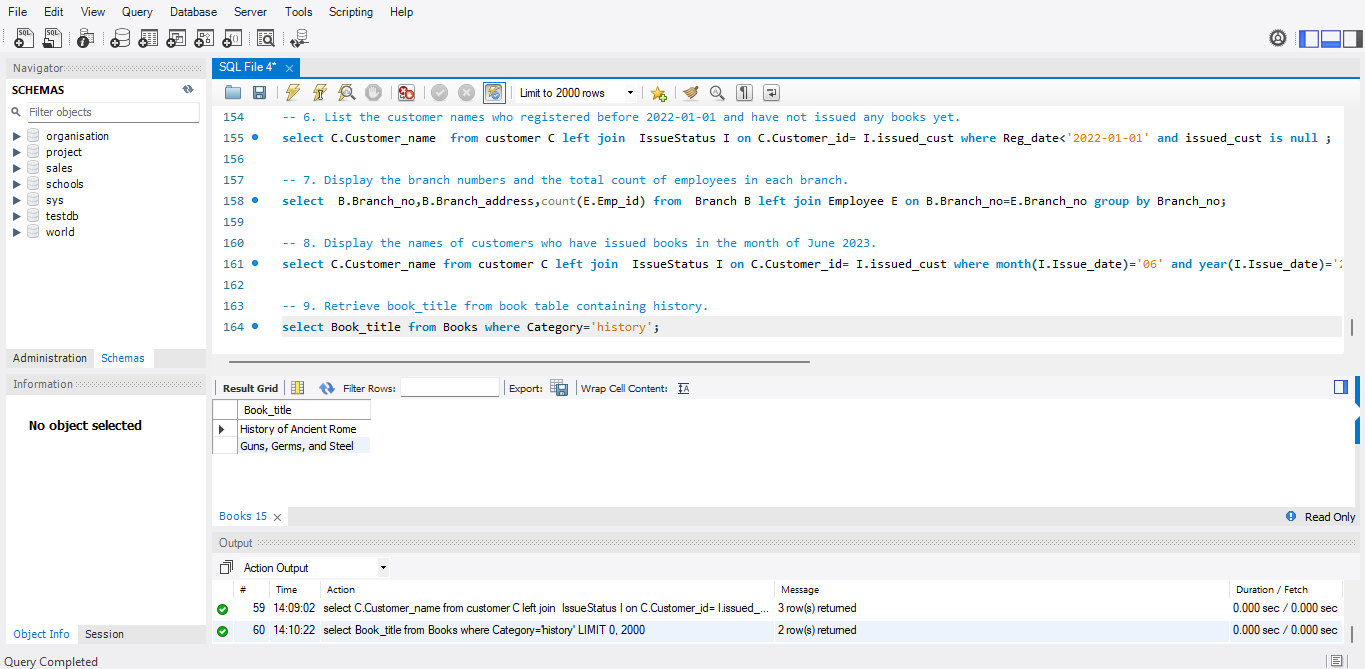 File Edit View Query Database Server Tools Scripting Help
Navigator
SCHEMAS
Filter objects
organisation
project
sales
schools
sys
testdb
world
Administration Schemas
Information
No object selected
Object Info Session
SQL File 4*
Limit to 2000 rows
154 -- 6. List the customer names who registered before 2022-01-01 and have not issued any books yet.
155 select C.Customer_name  from customer C left join  IssueStatus I on C.Customer_id= I.issued_cust where Reg_date<'2022-01-01' and issued_cust is null ;
156
157 -- 7. Display the branch numbers and the total count of employees in each branch.
158 select  B.Branch_no,B.Branch_address,count(E.Emp_id) from  Branch B left join Employee E on B.Branch_no=E.Branch_no group by Branch_no;
159
160 -- 8. Display the names of customers who have issued books in the month of June 2023.
161 select C.Customer_name from customer C left join  IssueStatus I on C.Customer_id= I.issued_cust where month(I.Issue_date)='06' and year(I.Issue_date)='
162
163 -- 9. Retrieve book_title from book table containing history.
164 select Book_title from Books where Category='history';
Result Grid Filter Rows: Export: Wrap Cell Content:
Book_title
History of Ancient Rome
Guns, Germs, and Steel
Books 15 Read Only
Output
Action Output
# Time Action Message Duration / Fetch
59 14:09:02 select C.Customer_name from customer C left join  IssueStatus I on C.Customer_id= I.issued_... 3 row(s) returned 0.000 sec / 0.000 sec
60 14:10:22 select Book_title from Books where Category='history' LIMIT 0, 2000 2 row(s) returned 0.000 sec / 0.000 sec
Query Completed